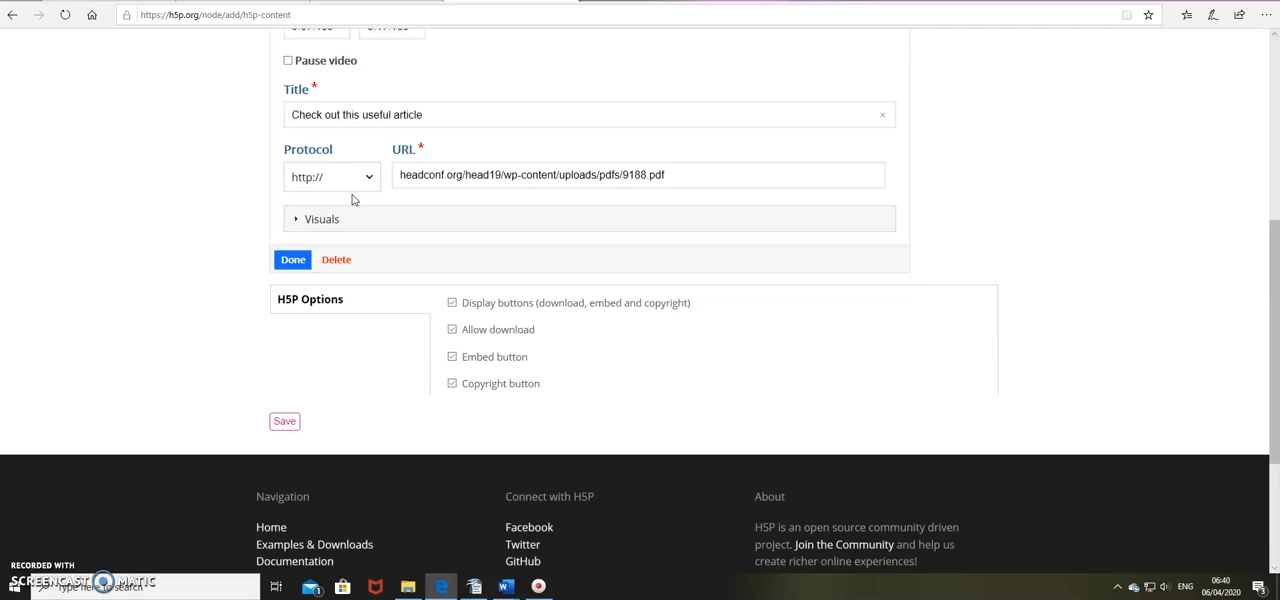 https://h5p.org/node/add/h5p-content
Pause video
Title *
Check out this useful article ×
Protocol URL *
http:// headconf.org/head19/wp-content/uploads/pdfs/9188.pdf
Visuals
Done Delete
H5P Options
Display buttons (download, embed and copyright)
Allow download
Embed button
Copyright button
Save
Navigation
Home
Examples & Downloads
Documentation
Connect with H5P
Facebook
Twitter
GitHub
About
H5P is an open source community driven
project. Join the Community and help us
create richer online experiences!
RECORDED WITH
SCREENCAST MATIC
Type here to search
ENG
06:40
06/04/2020